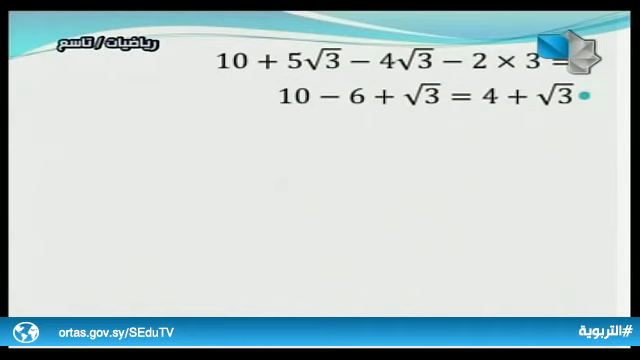 رياضيات / تاسع
10 + 5√3 − 4√3 − 2 × 3 =
10 − 6 + √3 = 4 + √3
ortas.gov.sy/SEduTV
#التربوية